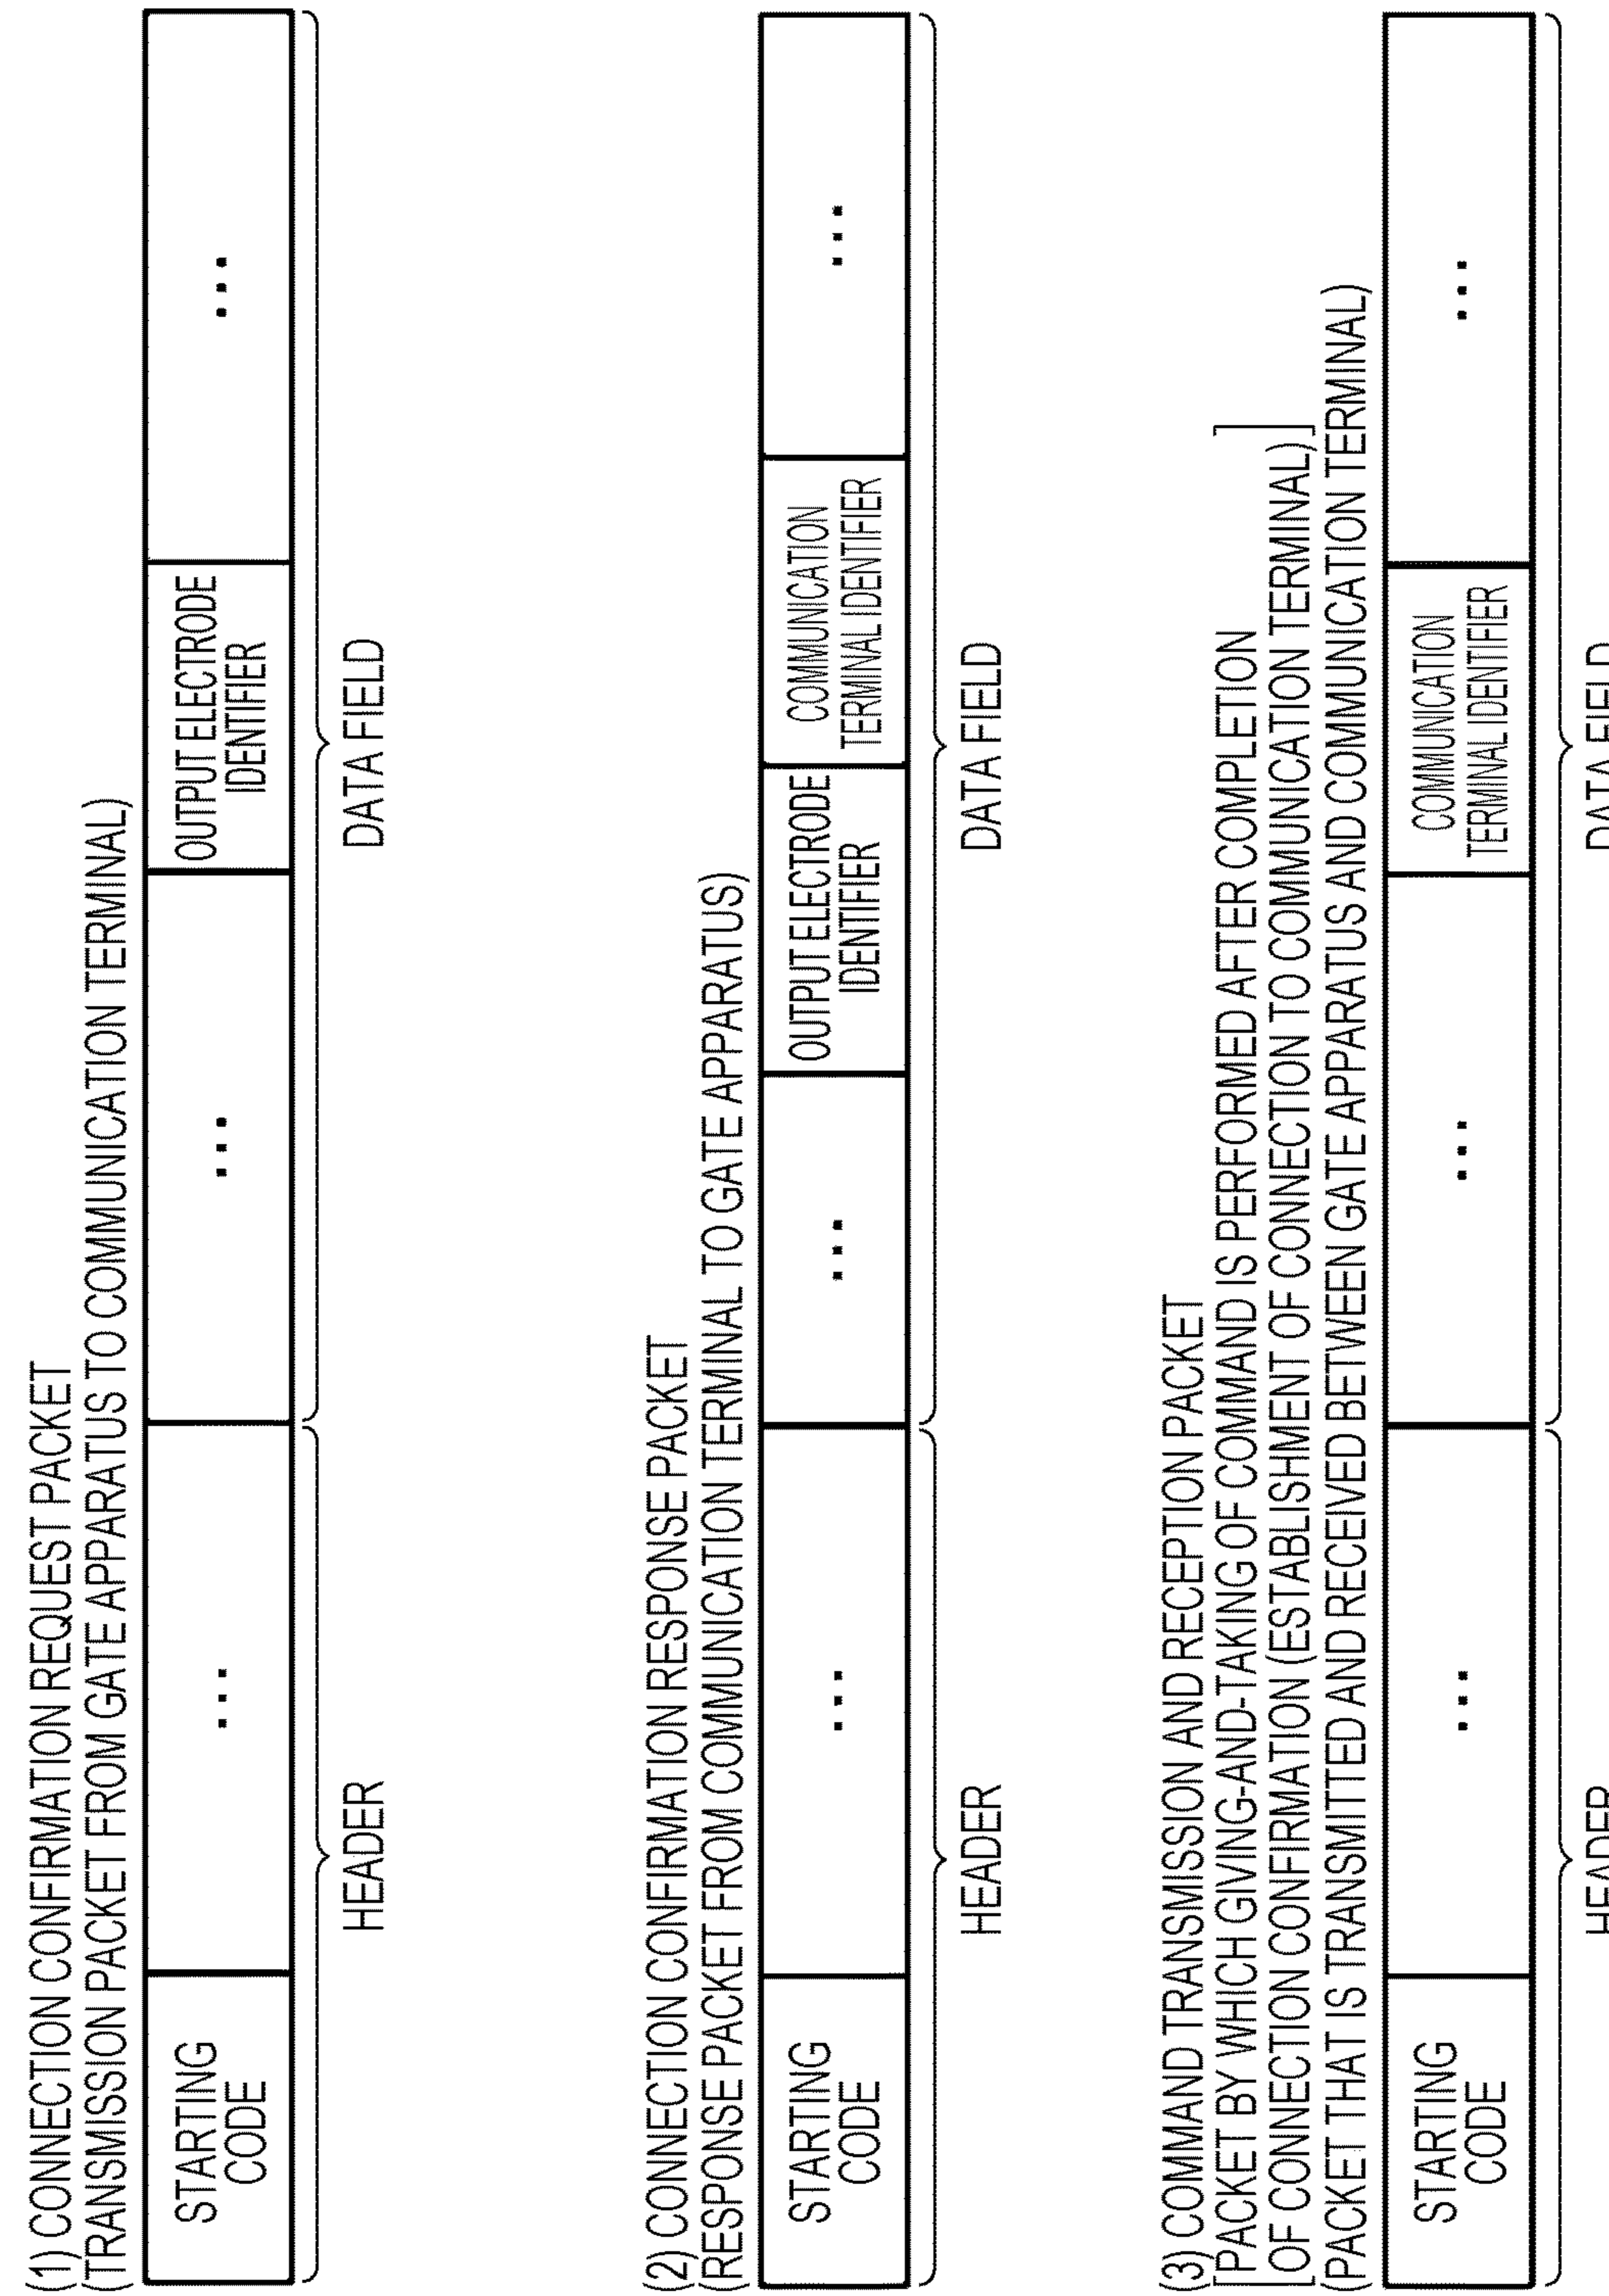 (1) CONNECTION CONFIRMATION REQUEST PACKET
(TRANSMISSION PACKET FROM GATE APPARATUS TO COMMUNICATION TERMINAL)
STARTING
CODE
...
...
OUTPUT ELECTRODE
IDENTIFIER
...
HEADER
DATA FIELD
(2) CONNECTION CONFIRMATION RESPONSE PACKET
(RESPONSE PACKET FROM COMMUNICATION TERMINAL TO GATE APPARATUS)
STARTING
CODE
...
...
OUTPUT ELECTRODE
IDENTIFIER
COMMUNICATION
TERMINAL IDENTIFIER
...
HEADER
DATA FIELD
(3) COMMAND TRANSMISSION AND RECEPTION PACKET
[PACKET BY WHICH GIVING-AND-TAKING OF COMMAND IS PERFORMED AFTER COMPLETION
OF CONNECTION CONFIRMATION (ESTABLISHMENT OF CONNECTION TO COMMUNICATION TERMINAL)]
(PACKET THAT IS TRANSMITTED AND RECEIVED BETWEEN GATE APPARATUS AND COMMUNICATION TERMINAL)
STARTING
CODE
...
...
COMMUNICATION
TERMINAL IDENTIFIER
...
HEADER
DATA FIELD